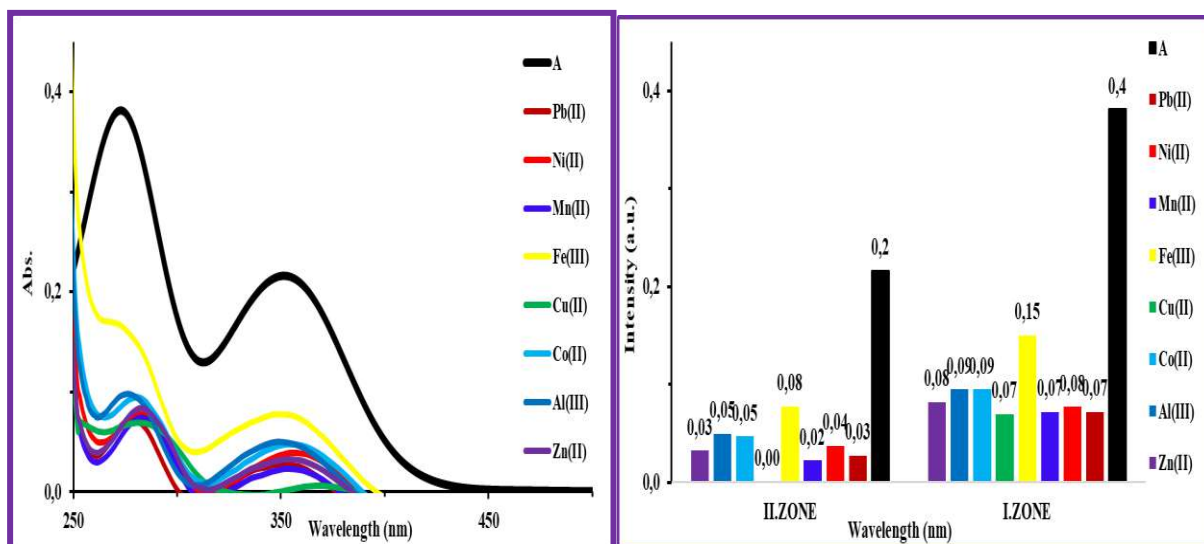 0,4
0,2
0,0
Abs.
250
350
450
Wavelength (nm)
A
Pb(II)
Ni(II)
Mn(II)
Fe(III)
Cu(II)
Co(II)
Al(III)
Zn(II)
0,4
0,2
0,0
Intensity (a.u.)
0,03
0,05
0,05
0,00
0,08
0,02
0,04
0,03
0,2
0,08
0,09
0,09
0,07
0,15
0,07
0,08
0,07
0,4
II.ZONE
I.ZONE
Wavelength (nm)
A
Pb(II)
Ni(II)
Mn(II)
Fe(III)
Cu(II)
Co(II)
Al(III)
Zn(II)